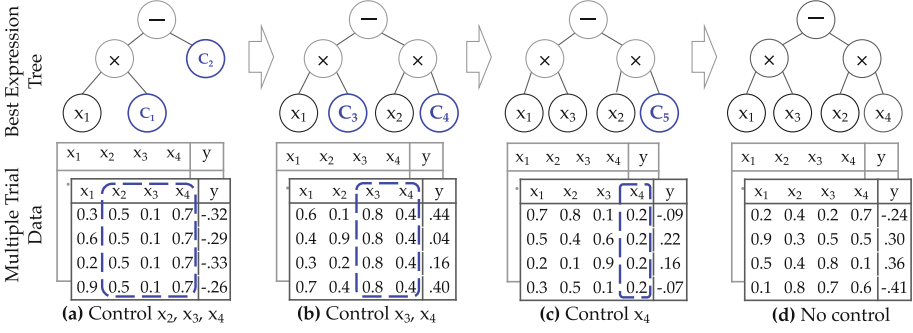 Best Expression
Tree
− − − −
× C₂ × × × × × ×
x₁ C₁ x₁ C₃ x₂ C₄ x₁ x₃ x₂ C₅ x₁ x₃ x₂ x₄
Multiple Trial
Data
x₁ x₂ x₃ x₄ y x₁ x₂ x₃ x₄ y x₁ x₂ x₃ x₄ y x₁ x₂ x₃ x₄ y
x₁ x₂ x₃ x₄ y x₁ x₂ x₃ x₄ y x₁ x₂ x₃ x₄ y x₁ x₂ x₃ x₄ y
0.3 0.5 0.1 0.7 -.32 0.6 0.1 0.8 0.4 .44 0.7 0.8 0.1 0.2 -.09 0.2 0.4 0.2 0.7 -.24
0.6 0.5 0.1 0.7 -.29 0.4 0.9 0.8 0.4 .04 0.5 0.4 0.6 0.2 .22 0.9 0.3 0.5 0.5 .30
0.2 0.5 0.1 0.7 -.33 0.3 0.2 0.8 0.4 .16 0.2 0.1 0.9 0.2 .16 0.5 0.4 0.8 0.1 .36
0.9 0.5 0.1 0.7 -.26 0.7 0.4 0.8 0.4 .40 0.3 0.5 0.1 0.2 -.07 0.1 0.8 0.7 0.6 -.41
(a) Control x₂, x₃, x₄ (b) Control x₃, x₄ (c) Control x₄ (d) No control